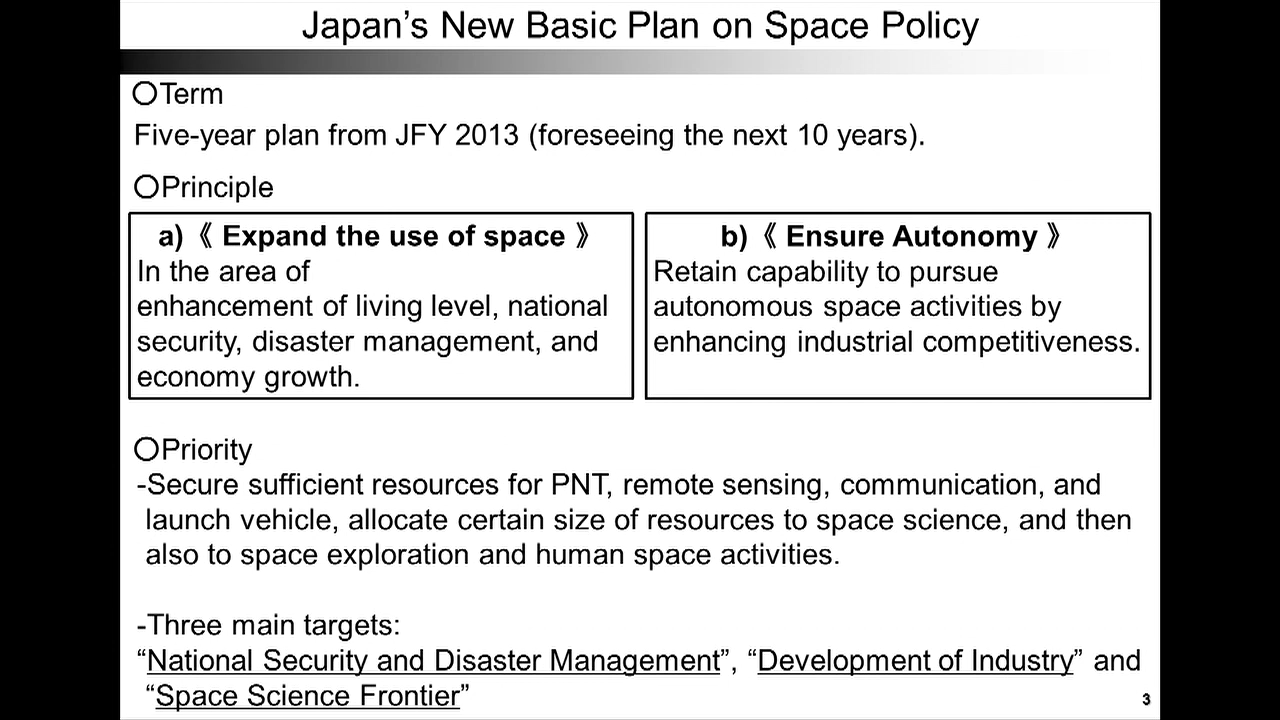 Japan’s New Basic Plan on Space Policy
○Term
Five-year plan from JFY 2013 (foreseeing the next 10 years).
○Principle
a)《 Expand the use of space 》
In the area of
enhancement of living level, national
security, disaster management, and
economy growth.
b)《 Ensure Autonomy 》
Retain capability to pursue
autonomous space activities by
enhancing industrial competitiveness.
○Priority
-Secure sufficient resources for PNT, remote sensing, communication, and
launch vehicle, allocate certain size of resources to space science, and then
also to space exploration and human space activities.
-Three main targets:
“National Security and Disaster Management”, “Development of Industry” and
“Space Science Frontier”
3